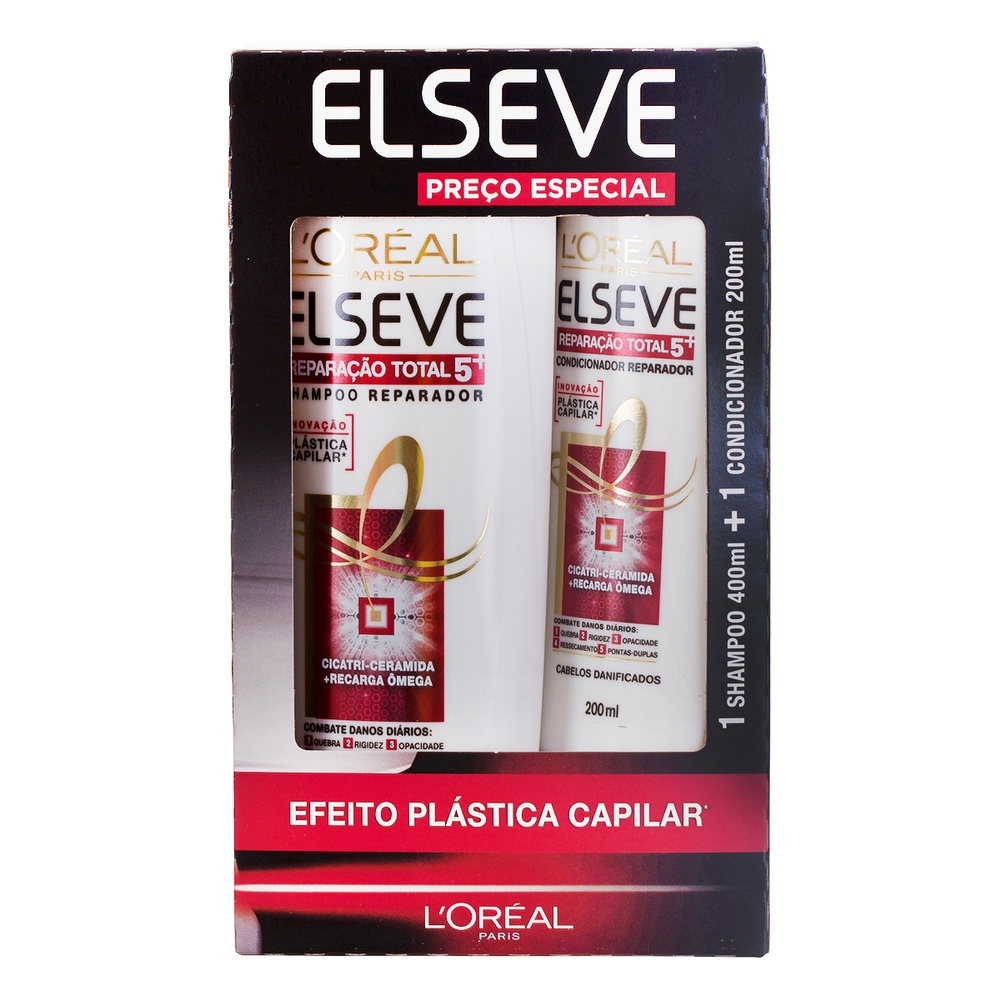 ELSEVE
PREÇO ESPECIAL
L'ORÉAL
PARIS
ELSEVE
REPARAÇÃO TOTAL 5+
SHAMPOO REPARADOR
INOVAÇÃO
PLÁSTICA
CAPILAR*
CICATRI-CERAMIDA
+RECARGA ÔMEGA
COMBATE DANOS DIÁRIOS:
1 QUEBRA 2 RIGIDEZ 3 OPACIDADE
L'ORÉAL
PARIS
ELSEVE
REPARAÇÃO TOTAL 5+
CONDICIONADOR REPARADOR
INOVAÇÃO
PLÁSTICA
CAPILAR*
CICATRI-CERAMIDA
+RECARGA ÔMEGA
COMBATE DANOS DIÁRIOS:
1 QUEBRA 2 RIGIDEZ 3 OPACIDADE
4 RESSECAMENTO 5 PONTAS-DUPLAS
CABELOS DANIFICADOS
200ml
1 SHAMPOO 400ml + 1 CONDICIONADOR 200ml
EFEITO PLÁSTICA CAPILAR*
L'ORÉAL
PARIS